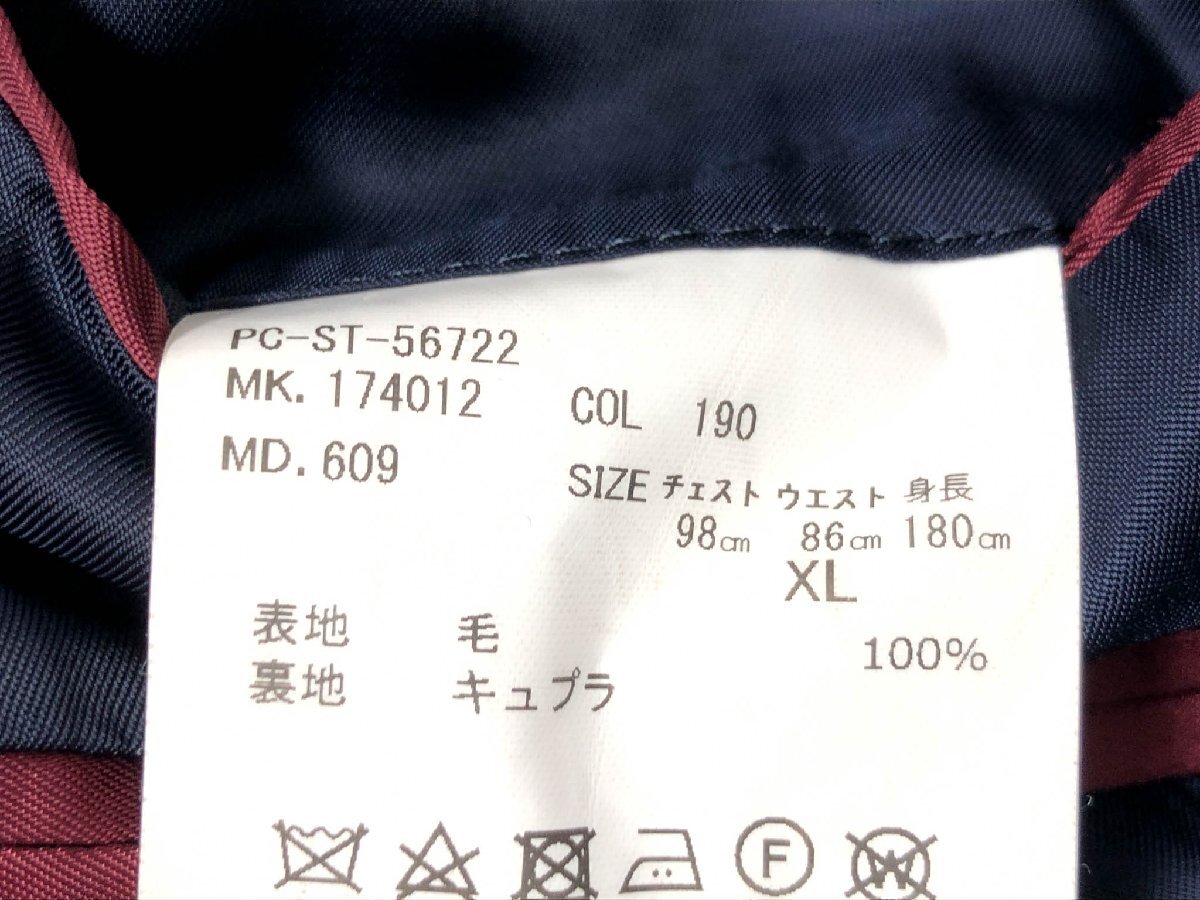 PC-ST-56722
MK. 174012 COL 190
MD. 609
SIZE チェスト ウエスト 身長
98cm 86cm 180cm
XL
表地 毛 100%
裏地 キュプラ
F
W